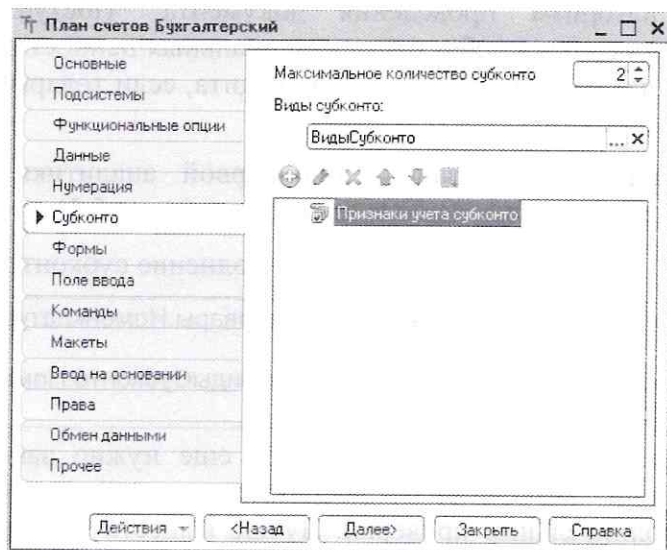 План счетов Бухгалтерский
Основные
Подсистемы
Функциональные опции
Данные
Нумерация
Субконто
Формы
Поле ввода
Команды
Макеты
Ввод на основании
Права
Обмен данными
Прочее
Максимальное количество субконто 2
Виды субконто:
ВидыСубконто ... x
Признаки учета субконто
Действия <Назад Далее> Закрыть Справка